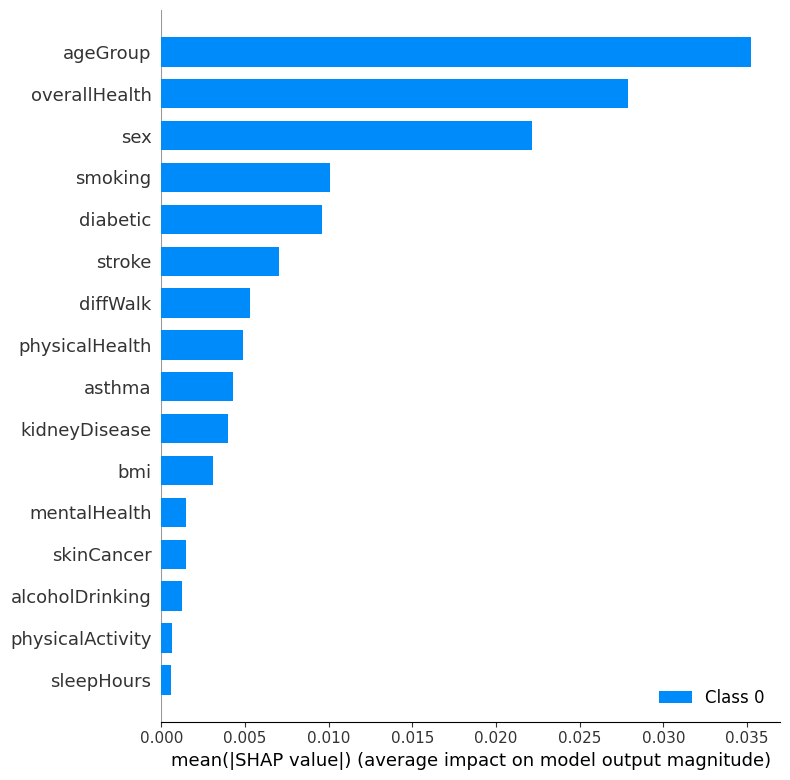 ageGroup
overallHealth
sex
smoking
diabetic
stroke
diffWalk
physicalHealth
asthma
kidneyDisease
bmi
mentalHealth
skinCancer
alcoholDrinking
physicalActivity
sleepHours
Class 0
0.000 0.005 0.010 0.015 0.020 0.025 0.030 0.035
mean(|SHAP value|) (average impact on model output magnitude)